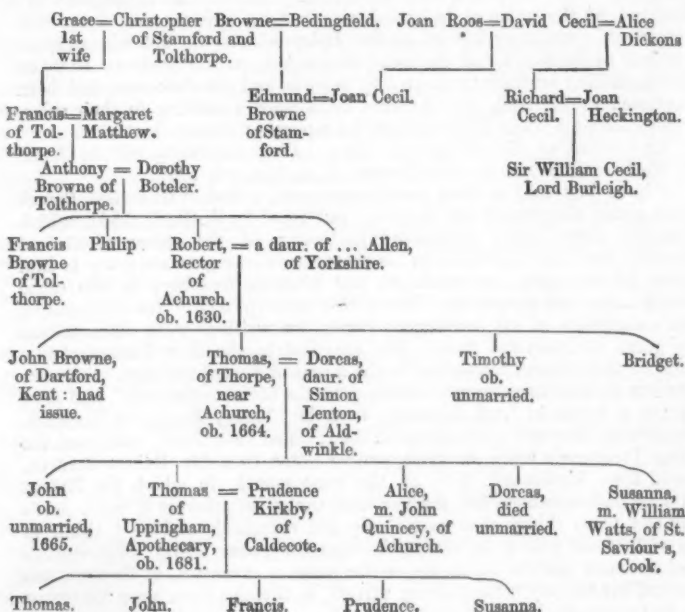 Grace=Christopher Browne=Bedingfield. Joan Roos=David Cecil=Alice
1st of Stamford and Dickons
wife Tolthorpe.
Edmund=Joan Cecil. Richard=Joan
Francis=Margaret Browne Cecil. Heckington.
of Tol- Matthew. of Stam-
thorpe. ford.
Anthony = Dorothy Sir William Cecil,
Browne of Boteler. Lord Burleigh.
Tolthorpe.
Francis Philip Robert, = a daur. of ... Allen,
Browne Rector of Yorkshire.
of Tol- of
thorpe. Achurch.
ob. 1630.
John Browne, Thomas, = Dorcas, Timothy Bridget.
of Dartford, of Thorpe, daur. of ob.
Kent : had near Simon unmarried.
issue. Achurch, Lenton,
ob. 1664. of Ald-
winkle.
John Thomas = Prudence Alice, Dorcas, Susanna,
ob. of Kirkby, m. John died m. William
unmarried, Uppingham, of Quincey, of unmarried. Watts, of St.
1665. Apothecary, Caldecote. Achurch. Saviour's,
ob. 1681. Cook.
Thomas. John. Francis. Prudence. Susanna.